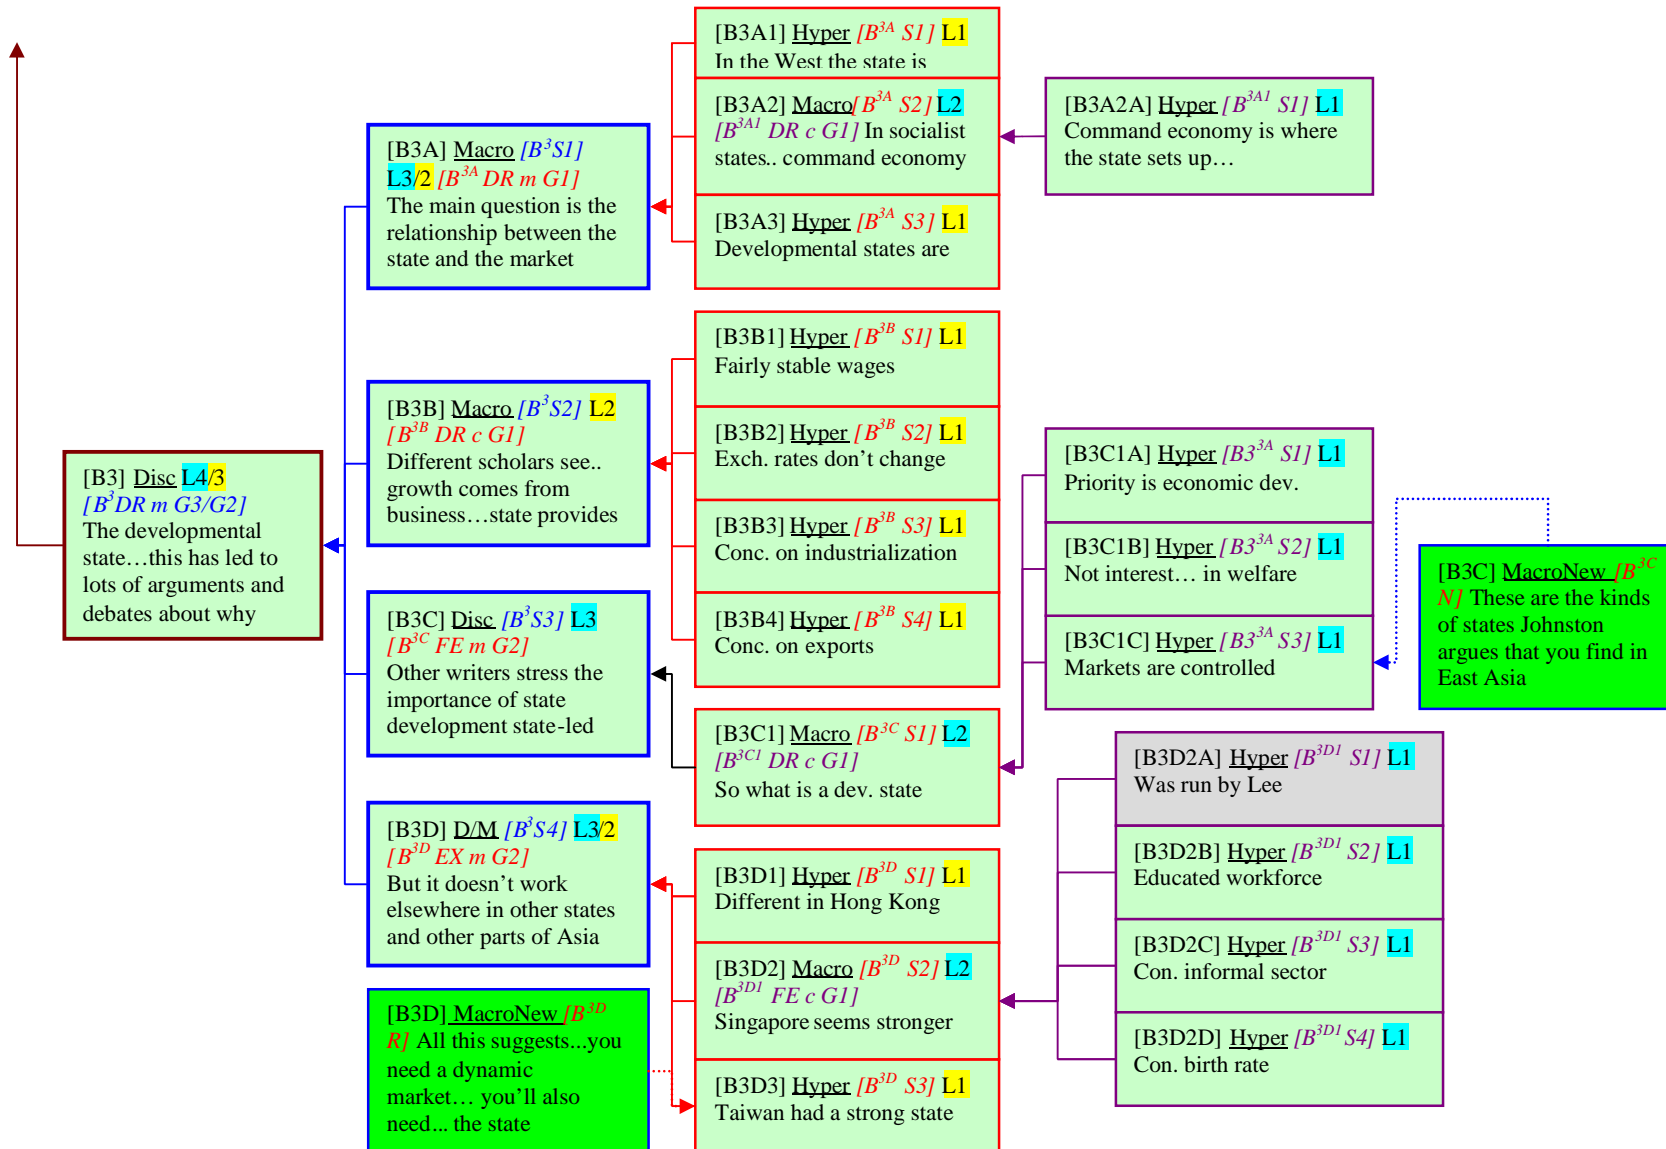 [B3] Disc L4/3
[B³DR m G3/G2]
The developmental
state…this has led to
lots of arguments and
debates about why
[B3A] Macro [B³S1]
L3/2 [B³ᴬ DR m G1]
The main question is the
relationship between the
state and the market
[B3B] Macro [B³S2] L2
[B³ᴮ DR c G1]
Different scholars see..
growth comes from
business…state provides
[B3C] Disc [B³S3] L3
[B³ᶜ FE m G2]
Other writers stress the
importance of state
development state-led
[B3D] D/M [B³S4] L3/2
[B³ᴰ EX m G2]
But it doesn’t work
elsewhere in other states
and other parts of Asia
[B3D] MacroNew [B³ᴰ
R] All this suggests...you
need a dynamic
market… you’ll also
need... the state
[B3A1] Hyper [B³ᴬ S1] L1
In the West the state is
[B3A2] Macro[B³ᴬ S2] L2
[B³ᴬ¹ DR c G1] In socialist
states.. command economy
[B3A3] Hyper [B³ᴬ S3] L1
Developmental states are
[B3B1] Hyper [B³ᴮ S1] L1
Fairly stable wages
[B3B2] Hyper [B³ᴮ S2] L1
Exch. rates don’t change
[B3B3] Hyper [B³ᴮ S3] L1
Conc. on industrialization
[B3B4] Hyper [B³ᴮ S4] L1
Conc. on exports
[B3C1] Macro [B³ᶜ S1] L2
[B³ᶜ¹ DR c G1]
So what is a dev. state
[B3D1] Hyper [B³ᴰ S1] L1
Different in Hong Kong
[B3D2] Macro [B³ᴰ S2] L2
[B³ᴰ¹ FE c G1]
Singapore seems stronger
[B3D3] Hyper [B³ᴰ S3] L1
Taiwan had a strong state
[B3A2A] Hyper [B³ᴬ¹ S1] L1
Command economy is where
the state sets up…
[B3C1A] Hyper [B3³ᴬ S1] L1
Priority is economic dev.
[B3C1B] Hyper [B3³ᴬ S2] L1
Not interest… in welfare
[B3C1C] Hyper [B3³ᴬ S3] L1
Markets are controlled
[B3D2A] Hyper [B³ᴰ¹ S1] L1
Was run by Lee
[B3D2B] Hyper [B³ᴰ¹ S2] L1
Educated workforce
[B3D2C] Hyper [B³ᴰ¹ S3] L1
Con. informal sector
[B3D2D] Hyper [B³ᴰ¹ S4] L1
Con. birth rate
[B3C] MacroNew [B³ᶜ
N] These are the kinds
of states Johnston
argues that you find in
East Asia